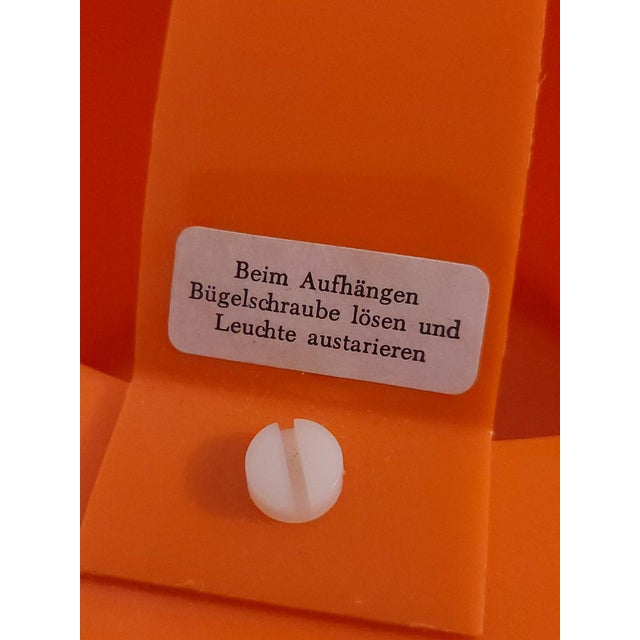 Beim Aufhängen
Bügelschraube lösen und
Leuchte austarieren